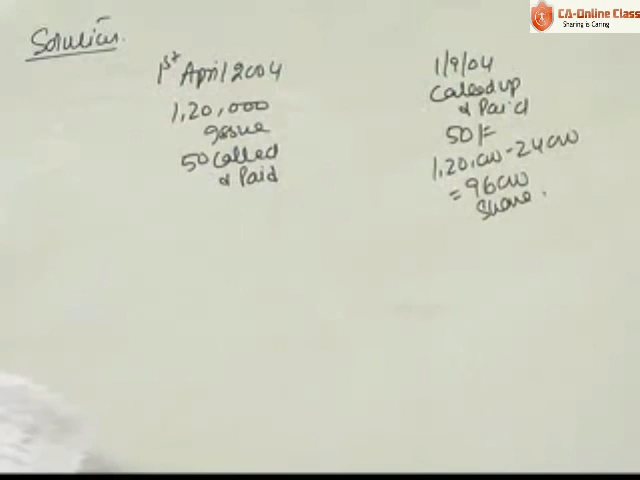 CA-Online Class
Sharing is Caring
Solution.
1st April 2004
1,20,000
issue
50 called
& Paid
1/9/04
Called up
& Paid
50/=
1,20,000 - 24000
= 96000
Share.